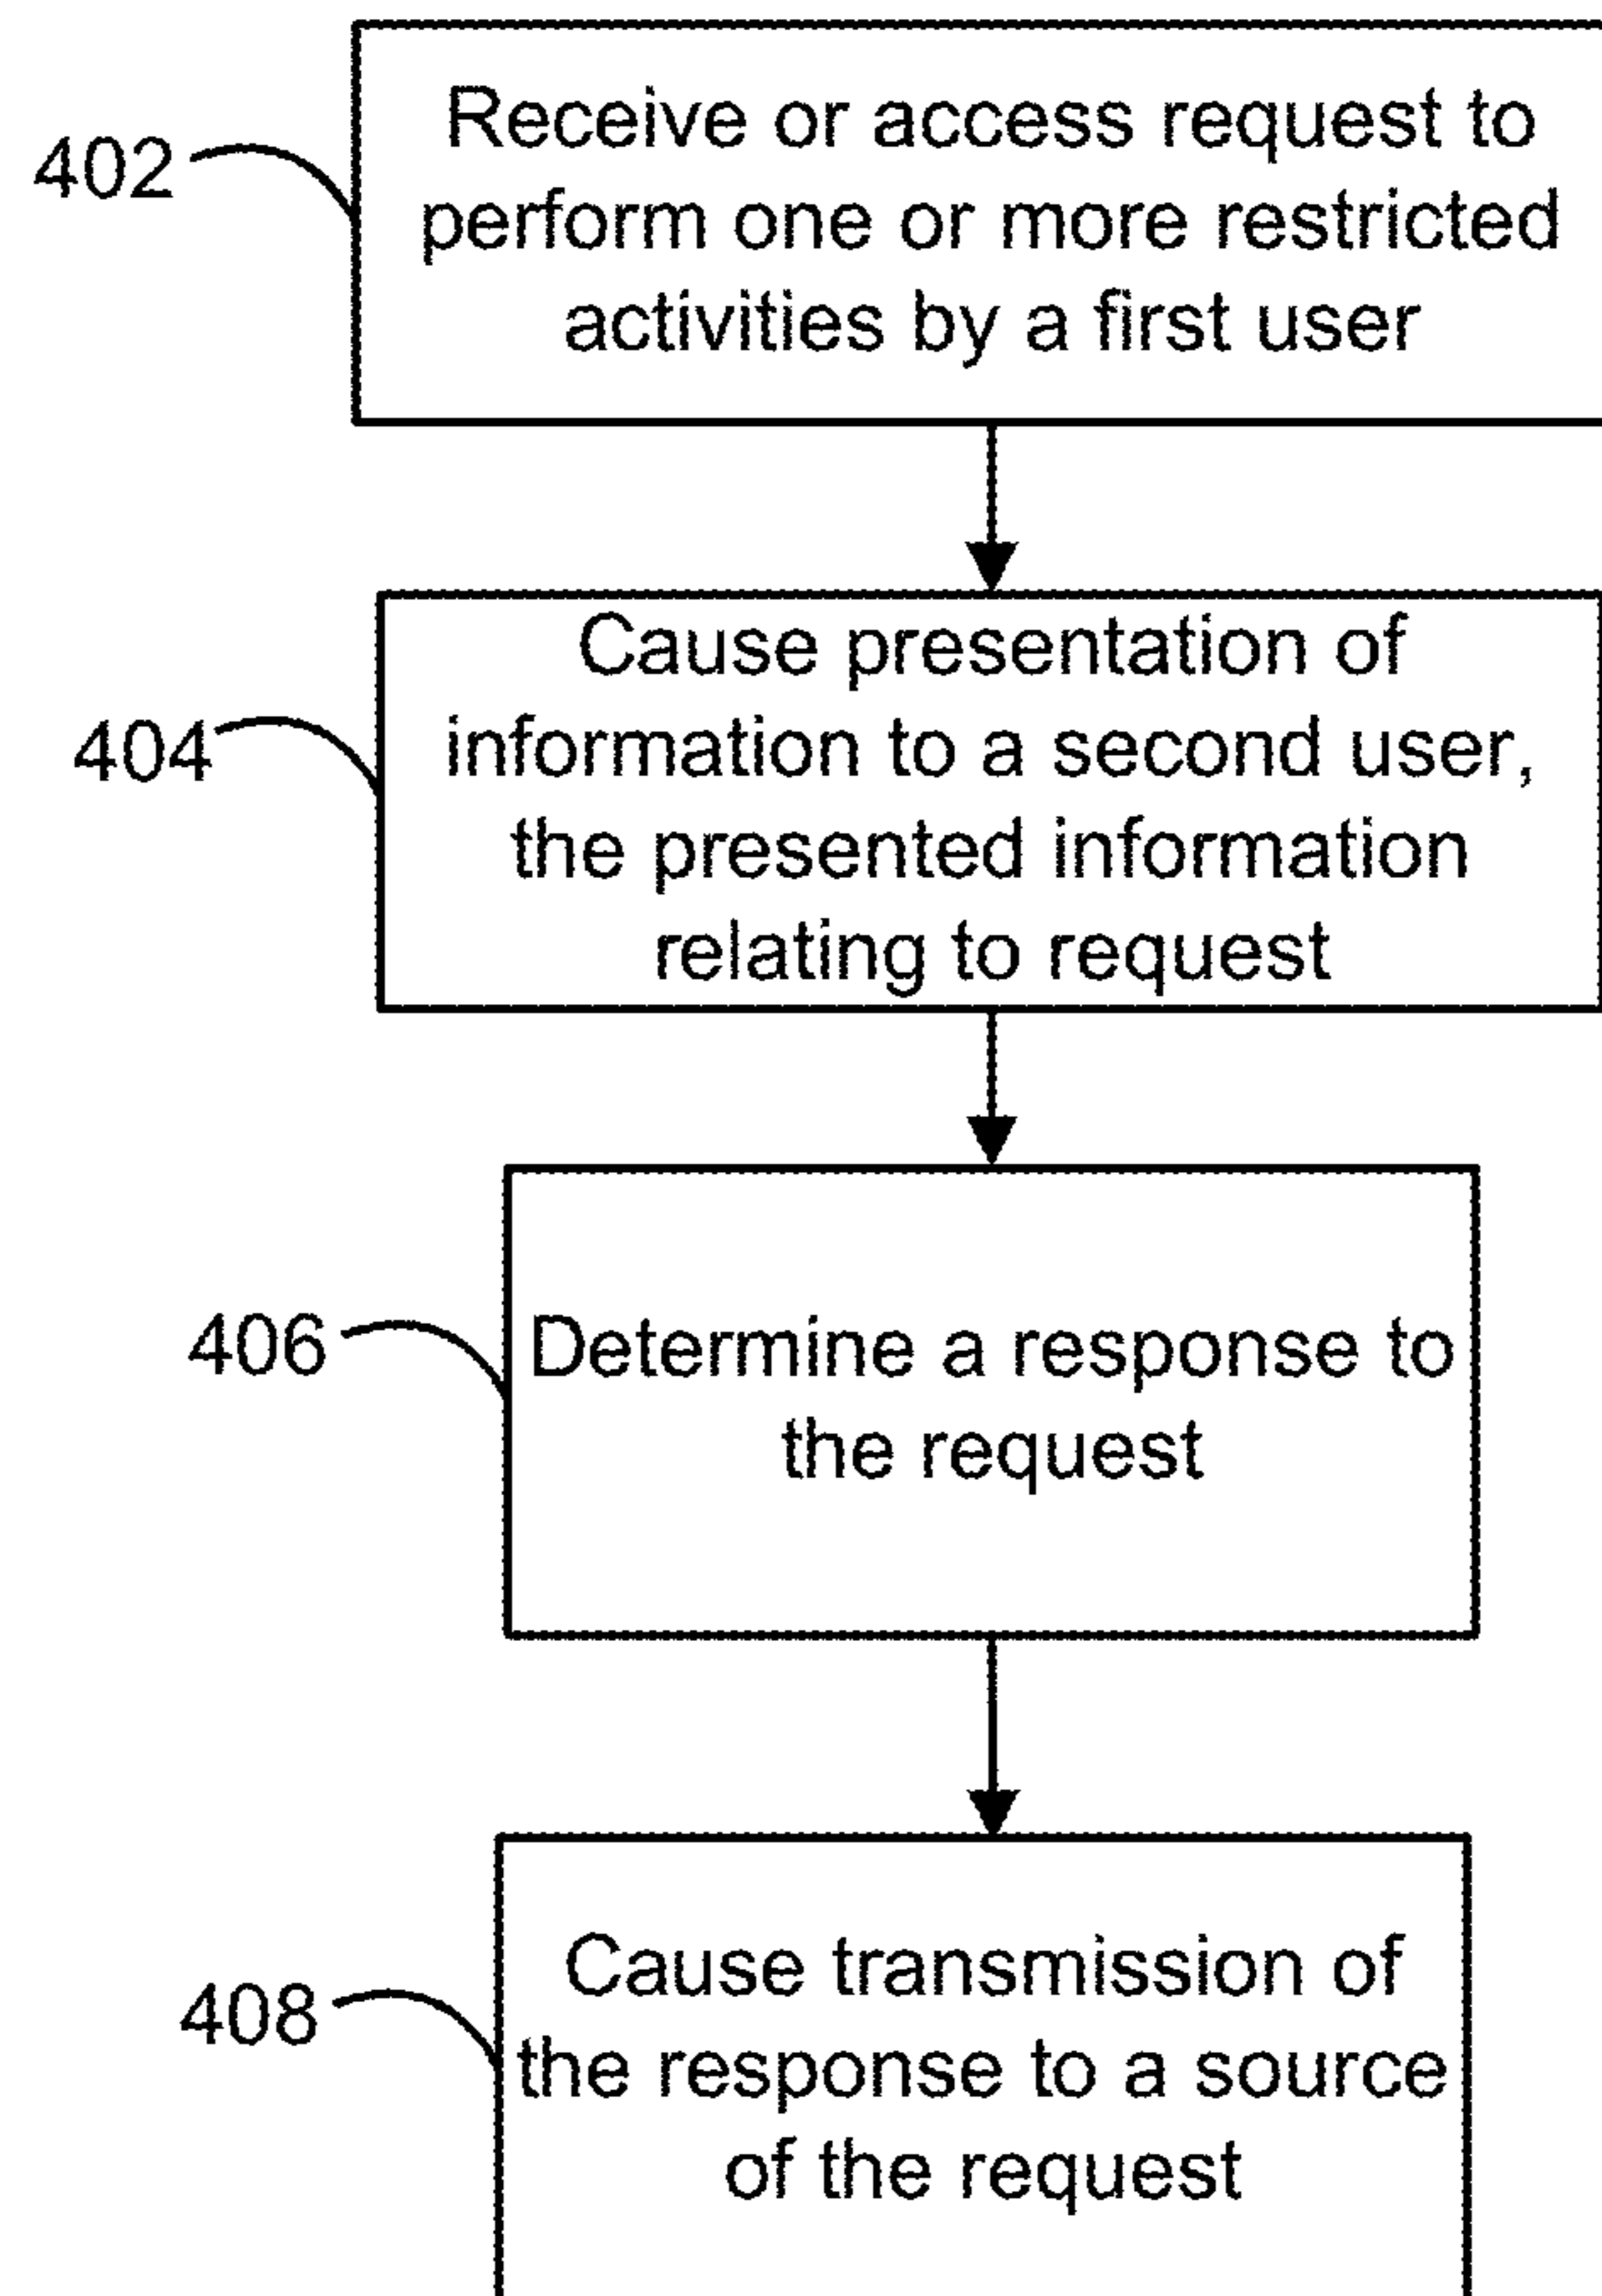 402
Receive or access request to
perform one or more restricted
activities by a first user
404
Cause presentation of
information to a second user,
the presented information
relating to request
406
Determine a response to
the request
408
Cause transmission of
the response to a source
of the request